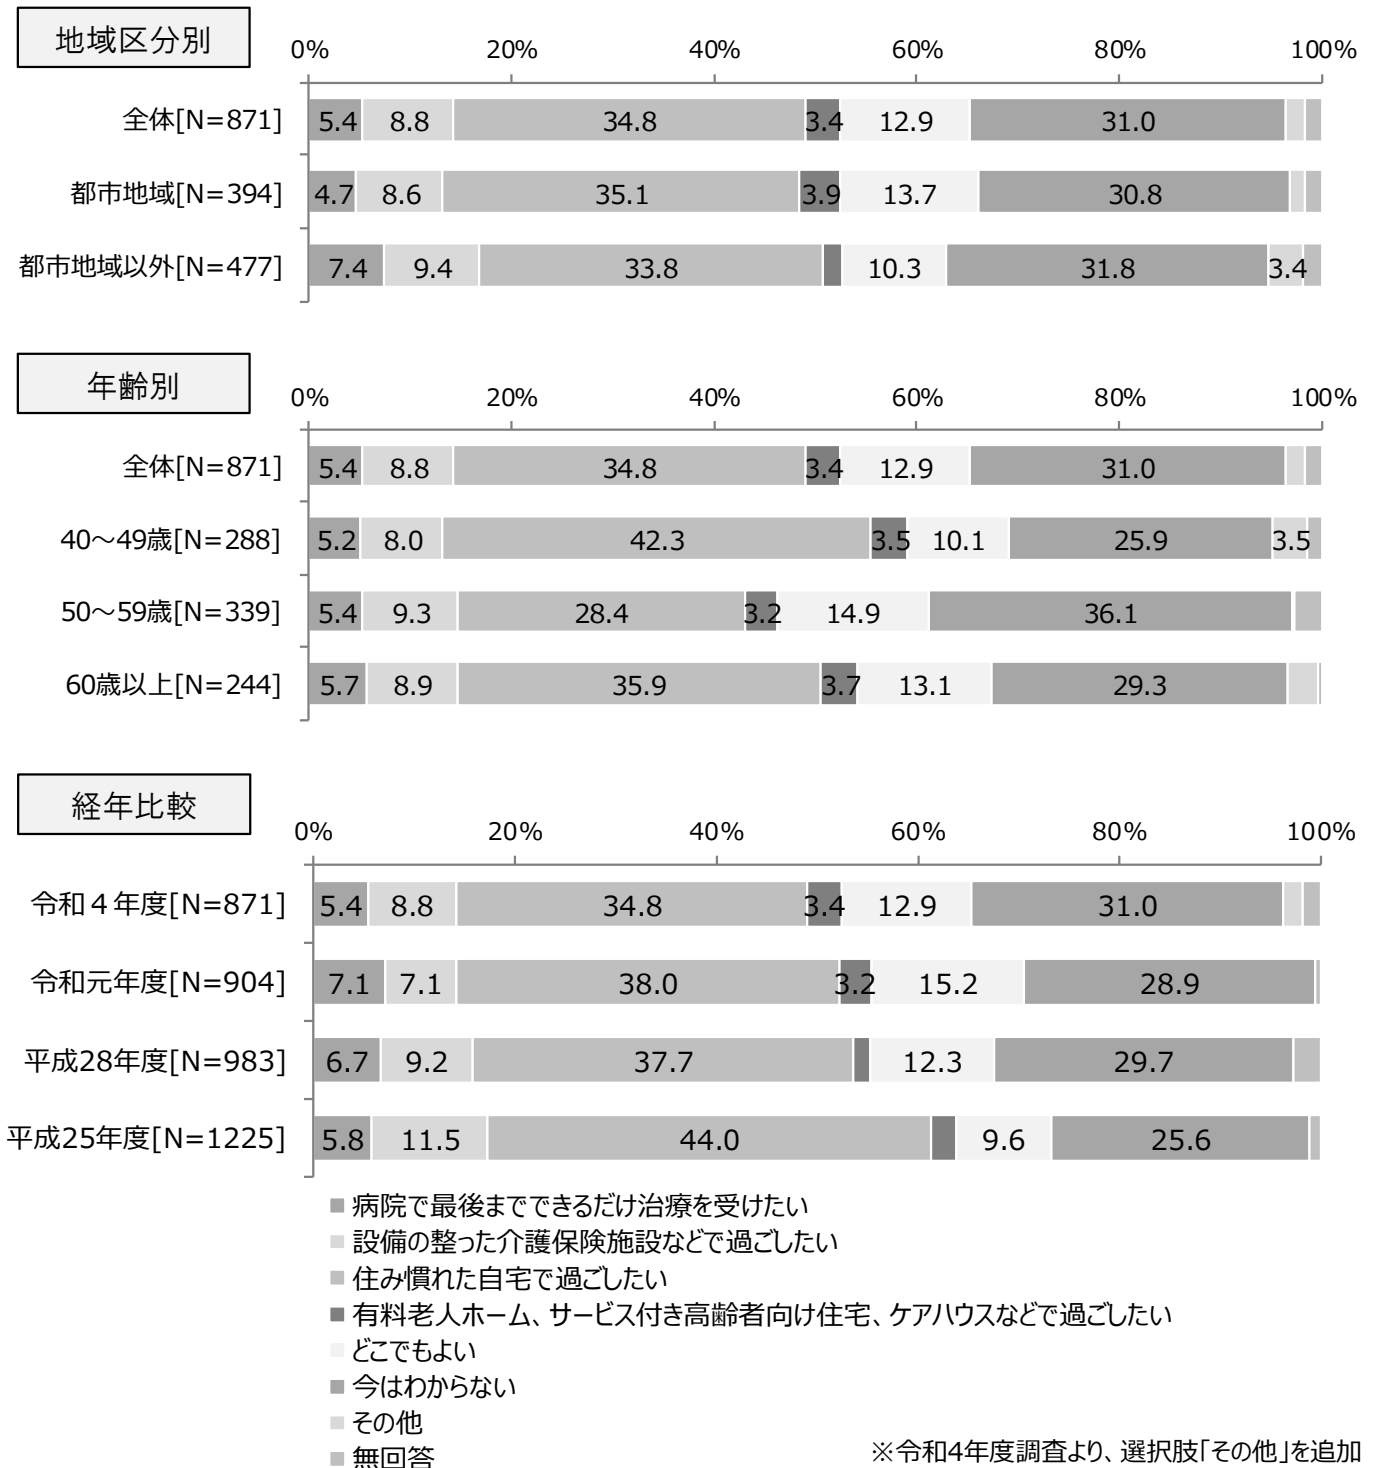 地域区分別
0% 20% 40% 60% 80% 100%
全体[N=871] 5.4 8.8 34.8 3.4 12.9 31.0
都市地域[N=394] 4.7 8.6 35.1 3.9 13.7 30.8
都市地域以外[N=477] 7.4 9.4 33.8 10.3 31.8 3.4
年齢別
0% 20% 40% 60% 80% 100%
全体[N=871] 5.4 8.8 34.8 3.4 12.9 31.0
40～49歳[N=288] 5.2 8.0 42.3 3.5 10.1 25.9 3.5
50～59歳[N=339] 5.4 9.3 28.4 3.2 14.9 36.1
60歳以上[N=244] 5.7 8.9 35.9 3.7 13.1 29.3
経年比較
0% 20% 40% 60% 80% 100%
令和４年度[N=871] 5.4 8.8 34.8 3.4 12.9 31.0
令和元年度[N=904] 7.1 7.1 38.0 3.2 15.2 28.9
平成28年度[N=983] 6.7 9.2 37.7 12.3 29.7
平成25年度[N=1225] 5.8 11.5 44.0 9.6 25.6
病院で最後までできるだけ治療を受けたい
設備の整った介護保険施設などで過ごしたい
住み慣れた自宅で過ごしたい
有料老人ホーム、サービス付き高齢者向け住宅、ケアハウスなどで過ごしたい
どこでもよい
今はわからない
その他
無回答
※令和4年度調査より、選択肢「その他」を追加